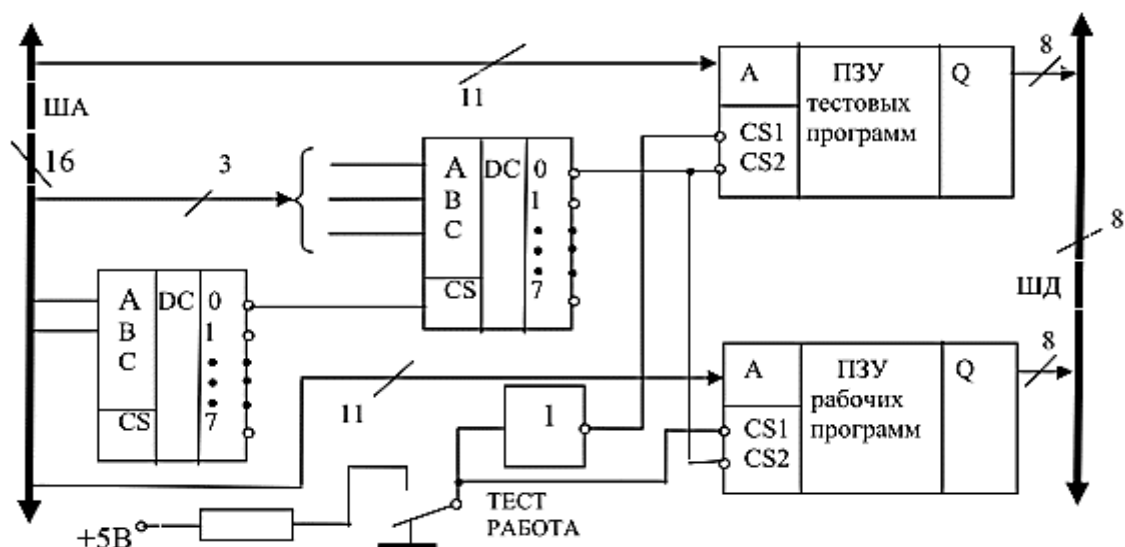 ША
16
11
3
A DC 0
B 1
C
CS 7
A DC 0
B 1
C
CS 7
11
1
+5В
ТЕСТ
РАБОТА
A ПЗУ Q
тестовых
CS1 программ
CS2
8
A ПЗУ Q
рабочих
CS1 программ
CS2
8
8
ШД